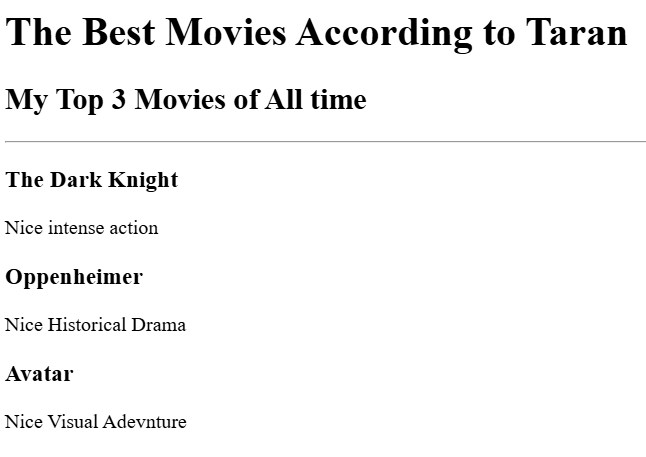 The Best Movies According to Taran
My Top 3 Movies of All time
The Dark Knight
Nice intense action
Oppenheimer
Nice Historical Drama
Avatar
Nice Visual Adevnture